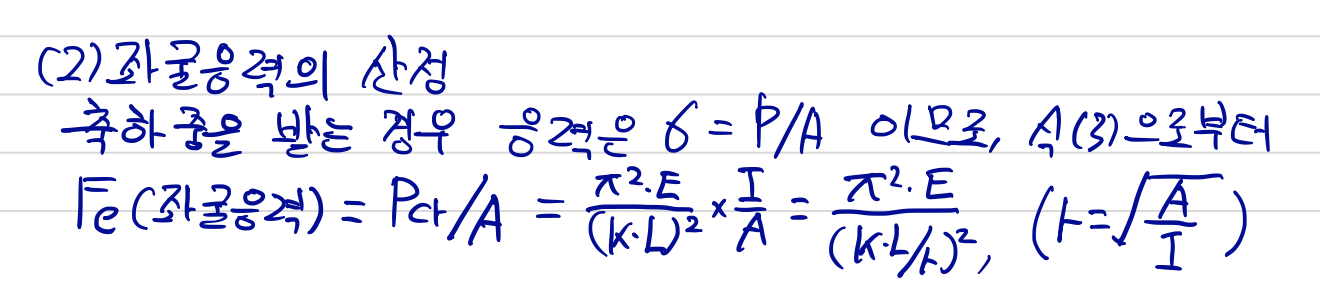 (2)좌굴응력의 산정
축하중을 받는 경우 응력은 σ = P/A 이므로, 식(3)으로부터
Fe(좌굴응력) = Pcr/A = π²·E/(K·L)² × I/A = π²·E/(K·L/r)², (r=√(A/I))